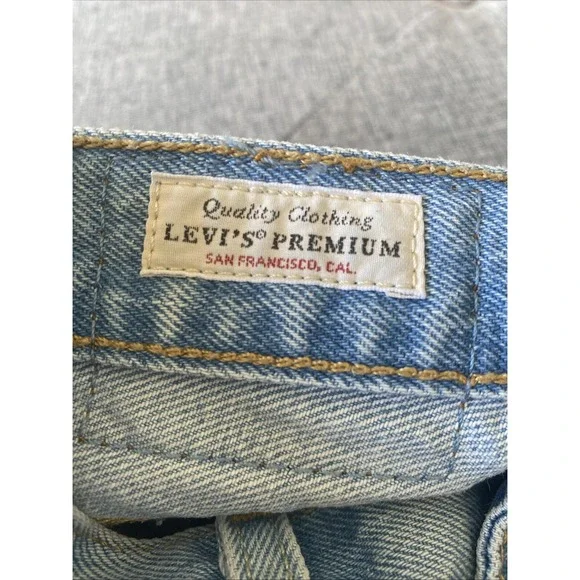 Quality Clothing
LEVI'S® PREMIUM
SAN FRANCISCO, CAL.